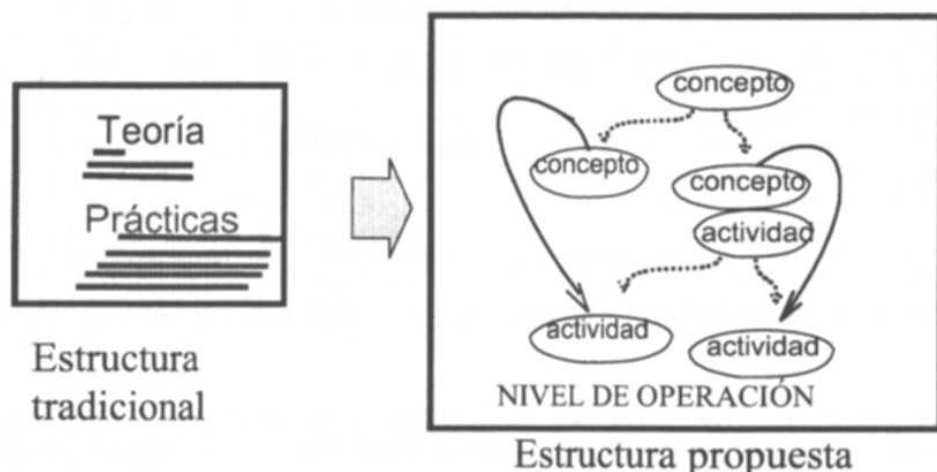 Teoría
Prácticas
Estructura
tradicional
concepto
concepto
concepto
actividad
actividad
actividad
NIVEL DE OPERACIÓN
Estructura propuesta